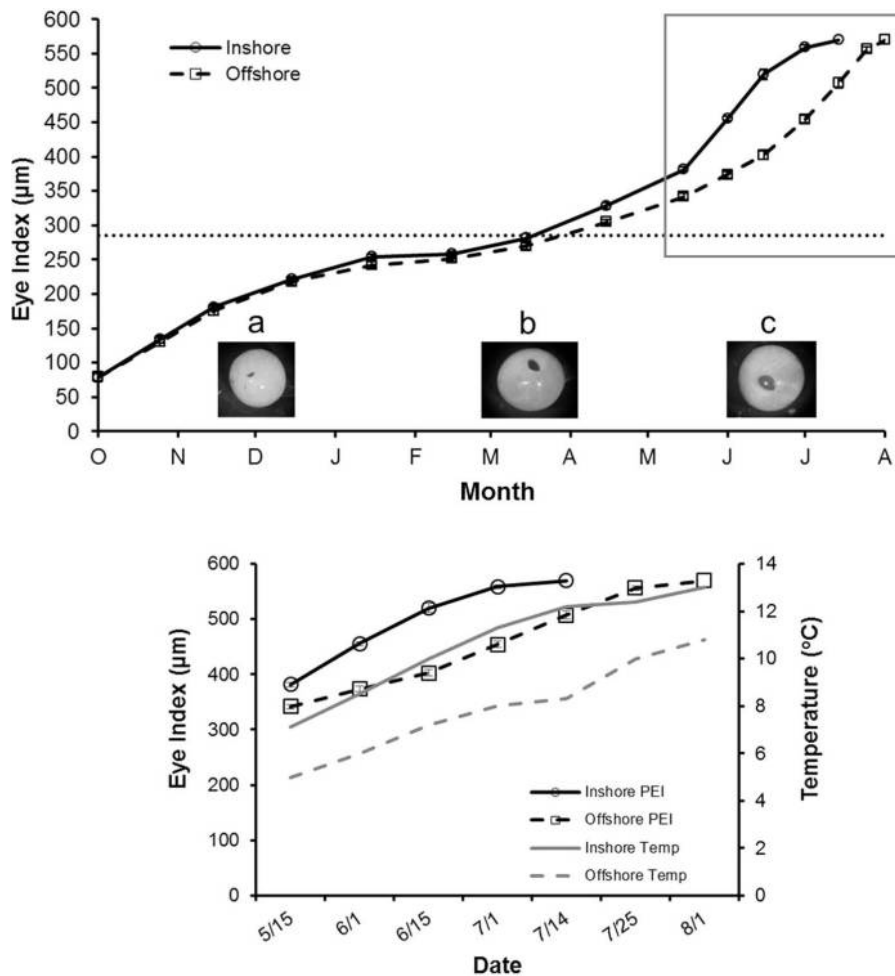 600
550
500
450
400
350
300
250
200
150
100
50
0
Eye Index (µm)
Inshore
Offshore
a b c
O N D J F M A M J J A
Month
600
500
400
300
200
100
0
Eye Index (µm)
14
12
10
8
6
4
2
0
Temperature (°C)
Inshore PEI
Offshore PEI
Inshore Temp
Offshore Temp
5/15 6/1 6/15 7/1 7/14 7/25 8/1
Date